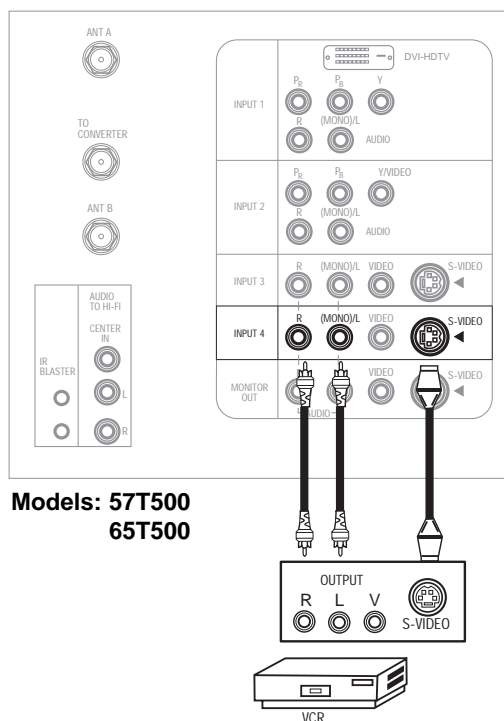 ANT A
TO
CONVERTER
ANT B
AUDIO
TO HI-FI
CENTER
IN
IR
BLASTER
L
R
DVI-HDTV
PR PB Y
INPUT 1
R (MONO)/L AUDIO
PR PB Y/VIDEO
INPUT 2
R (MONO)/L AUDIO
R (MONO)/L VIDEO S-VIDEO
INPUT 3
R (MONO)/L VIDEO S-VIDEO
INPUT 4
VIDEO S-VIDEO
MONITOR
OUT
AUDIO
Models: 57T500
65T500
OUTPUT
R L V
S-VIDEO
VCR